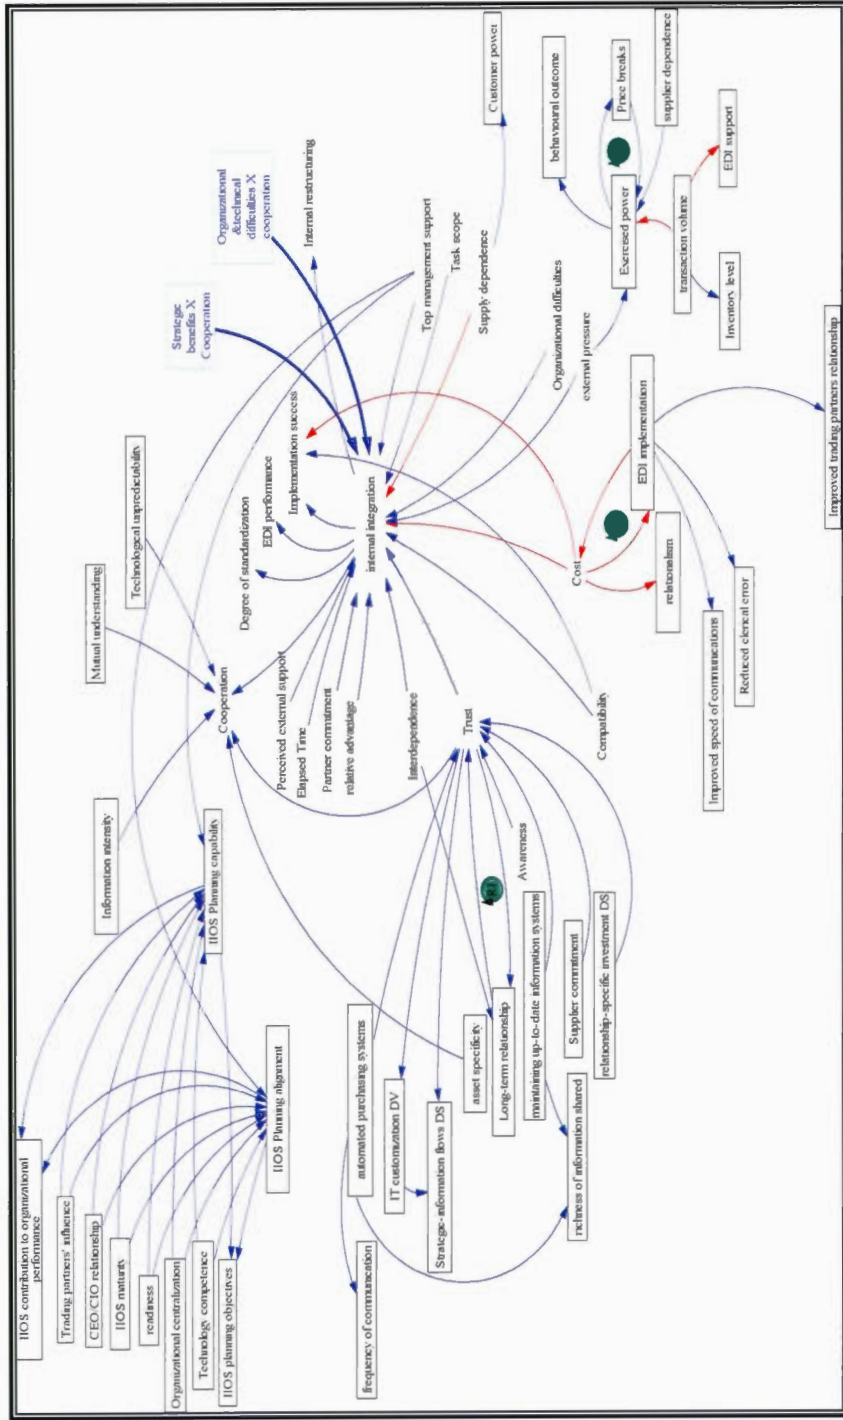 IIOS contribution to organizational
performance
Trading partners' influence
CEO/CIO relationship
IIOS maturity
readiness
Organizational centralization
Technology competence
IIOS planning objectives
IIOS Planning alignment
IIOS Planning capability
Information intensity
Mutual understanding
Technological unpredictability
Cooperation
Strategic
benefits X
Cooperation
Organizational
&technical
difficulties X
cooperation
Internal restructuring
Degree of standardization
EDI performance
Implementation success
internal integration
Top management support
Task scope
Supply dependence
Customer power
Perceived external support
Elapsed Time
Partner commitment
relative advantage
Interdependence
Trust
Awareness
Compatibility
Cost
Organizational difficulties
external pressure
behavioural outcome
Price breaks
supplier dependence
Exercised power
transaction volume
EDI support
Inventory level
EDI implementation
relationalism
Improved speed of communications
Reduced clerical error
Improved trading partners relationship
frequency of communication
automated purchasing systems
IT customization DV
Strategic-information flows DS
asset specificity
Long-term relationship
maintaining up-to-date information systems
Supplier commitment
relationship-specific investment DS
richness of information shared